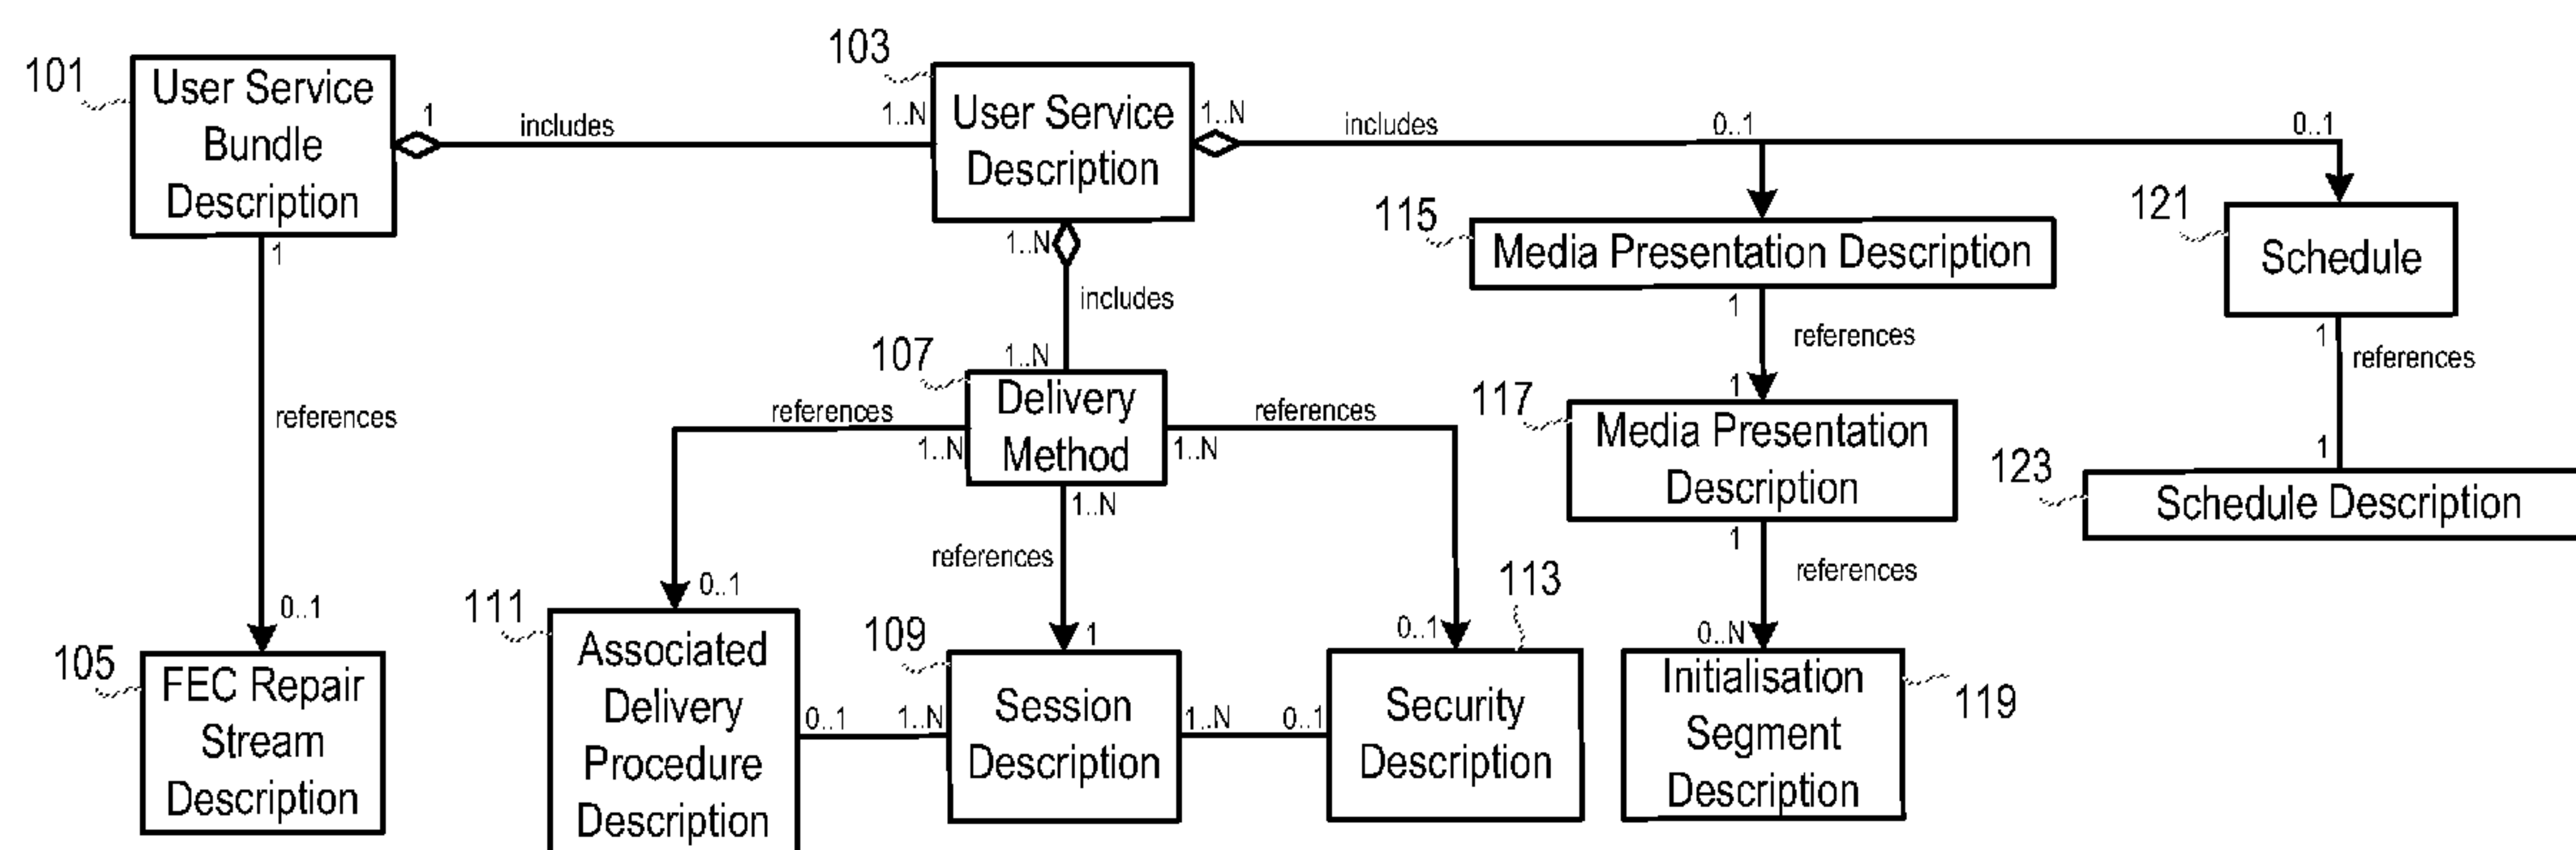 101
User Service
Bundle
Description
1
includes
1..N
103
User Service
Description
1..N
includes
0..1
0..1
1
references
0..1
105
FEC Repair
Stream
Description
1..N
includes
1..N
107
Delivery
Method
references
1..N
references
1..N
1..N
references
0..1
1
0..1
111
Associated
Delivery
Procedure
Description
0..1
1..N
109
Session
Description
1..N
0..1
113
Security
Description
115
Media Presentation Description
1
references
1
117
Media Presentation
Description
1
references
0..N
Initialisation
Segment
Description
119
121
Schedule
1
references
1
123
Schedule Description